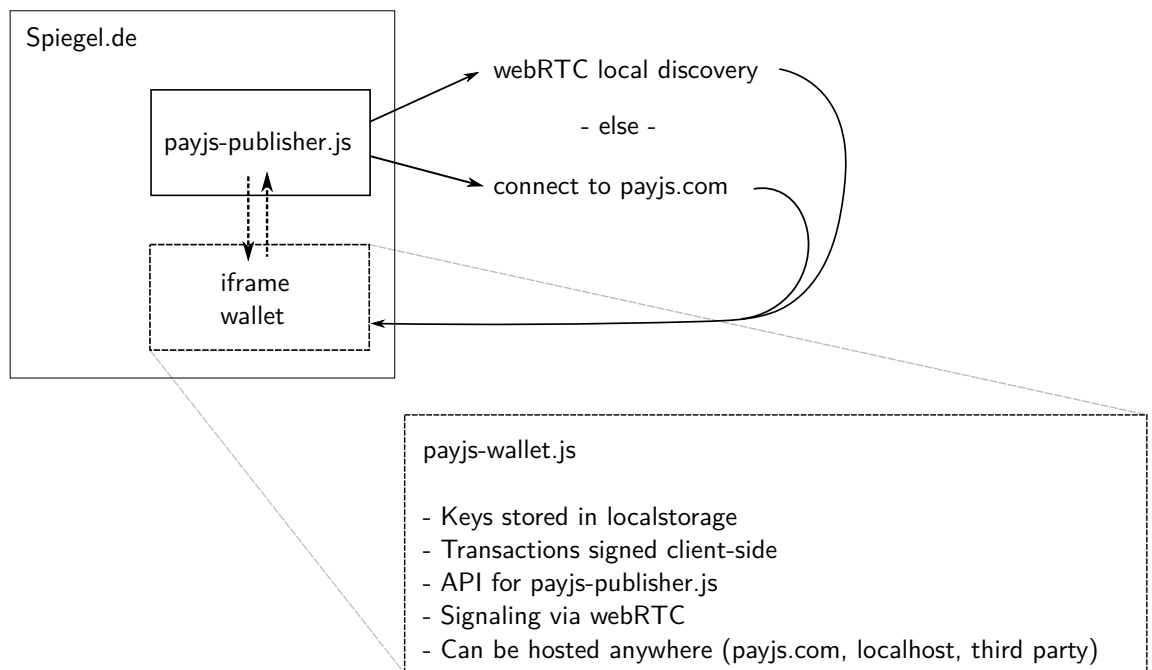 Spiegel.de
payjs-publisher.js
webRTC local discovery
- else -
connect to payjs.com
iframe
wallet
payjs-wallet.js
- Keys stored in localstorage
- Transactions signed client-side
- API for payjs-publisher.js
- Signaling via webRTC
- Can be hosted anywhere (payjs.com, localhost, third party)